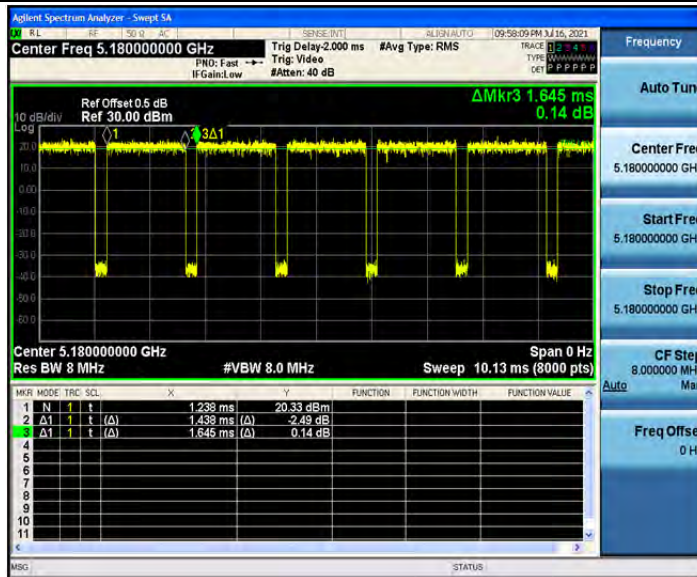 Agilent Spectrum Analyzer - Swept SA
RL RF 50 Ω AC SENSE:INT ALIGN AUTO 09:58:09 PM Jul 16, 2021
Center Freq 5.180000000 GHz
Trig Delay-2.000 ms #Avg Type: RMS
TRACE 1 2 3 4 5 6
PNO: Fast Trig: Video TYPE
IFGain:Low #Atten: 40 dB DET P P P P P P
Frequency
Auto Tun
Center Fre
5.180000000 GH
Start Fre
5.180000000 GH
Stop Fre
5.180000000 GH
CF Step
8.000000 MH
Auto Ma
Freq Offse
0 H
ΔMkr3 1.645 ms
0.14 dB
Ref Offset 0.5 dB
10 dB/div Ref 30.00 dBm
Log
1 3Δ1
20.0
10.0
0.00
-10.0
-20.0
-30.0
-40.0
-50.0
-60.0
Center 5.180000000 GHz Span 0 Hz
Res BW 8 MHz #VBW 8.0 MHz Sweep 10.13 ms (8000 pts)
MKR MODE TRC SCL X Y FUNCTION FUNCTION WIDTH FUNCTION VALUE
1 N 1 t 1.238 ms 20.33 dBm
2 Δ1 1 t (Δ) 1.438 ms (Δ) -2.49 dB
3 Δ1 1 t (Δ) 1.645 ms (Δ) 0.14 dB
4
5
6
7
8
9
10
11
MSG STATUS